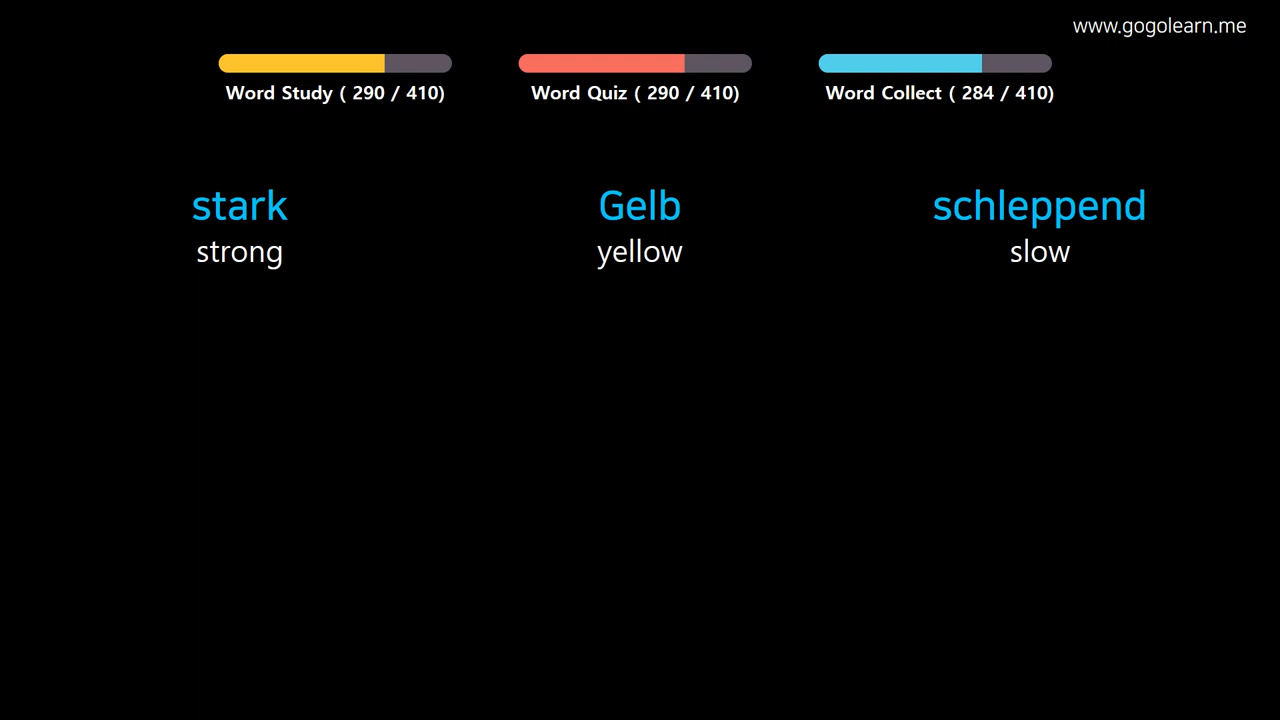 www.gogolearn.me
Word Study ( 290 / 410)
Word Quiz ( 290 / 410)
Word Collect ( 284 / 410)
stark
strong
Gelb
yellow
schleppend
slow